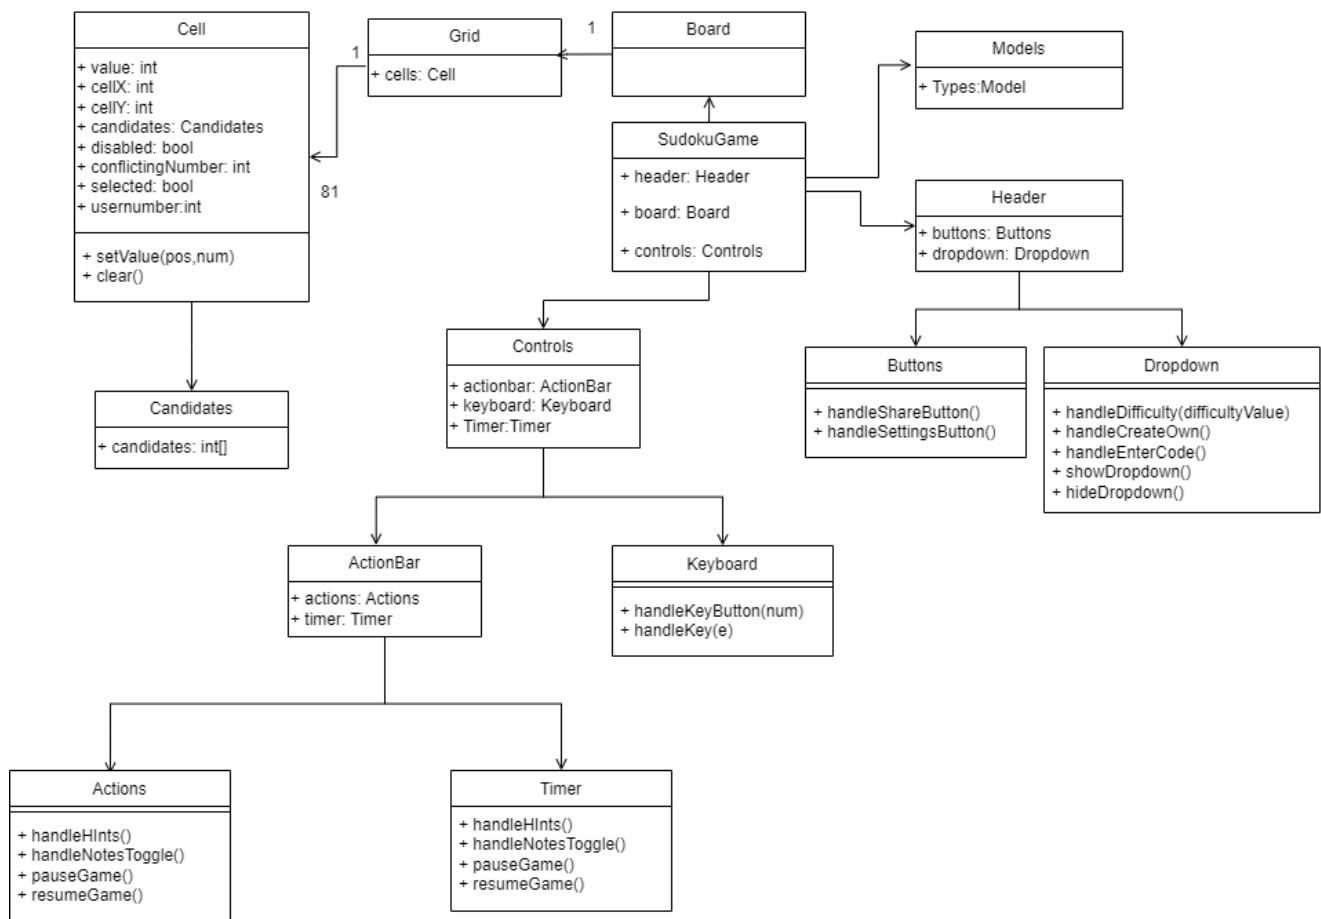 Cell
+ value: int
+ cellX: int
+ cellY: int
+ candidates: Candidates
+ disabled: bool
+ conflictingNumber: int
+ selected: bool
+ usernumber:int
+ setValue(pos,num)
+ clear()
1
81
Grid
+ cells: Cell
1
Board
Models
+ Types:Model
SudokuGame
+ header: Header
+ board: Board
+ controls: Controls
Header
+ buttons: Buttons
+ dropdown: Dropdown
Candidates
+ candidates: int[]
Controls
+ actionbar: ActionBar
+ keyboard: Keyboard
+ Timer:Timer
Buttons
+ handleShareButton()
+ handleSettingsButton()
Dropdown
+ handleDifficulty(difficultyValue)
+ handleCreateOwn()
+ handleEnterCode()
+ showDropdown()
+ hideDropdown()
ActionBar
+ actions: Actions
+ timer: Timer
Keyboard
+ handleKeyButton(num)
+ handleKey(e)
Actions
+ handleHInts()
+ handleNotesToggle()
+ pauseGame()
+ resumeGame()
Timer
+ handleHInts()
+ handleNotesToggle()
+ pauseGame()
+ resumeGame()